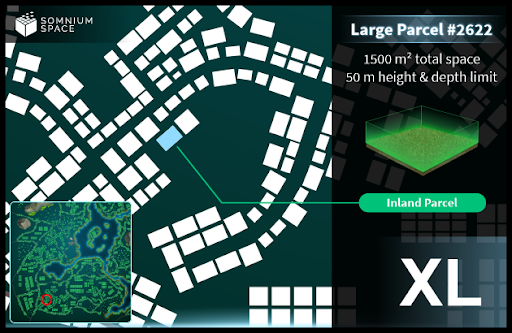 SOMNIUM
SPACE
Large Parcel #2622
1500 m² total space
50 m height & depth limit
Inland Parcel
XL